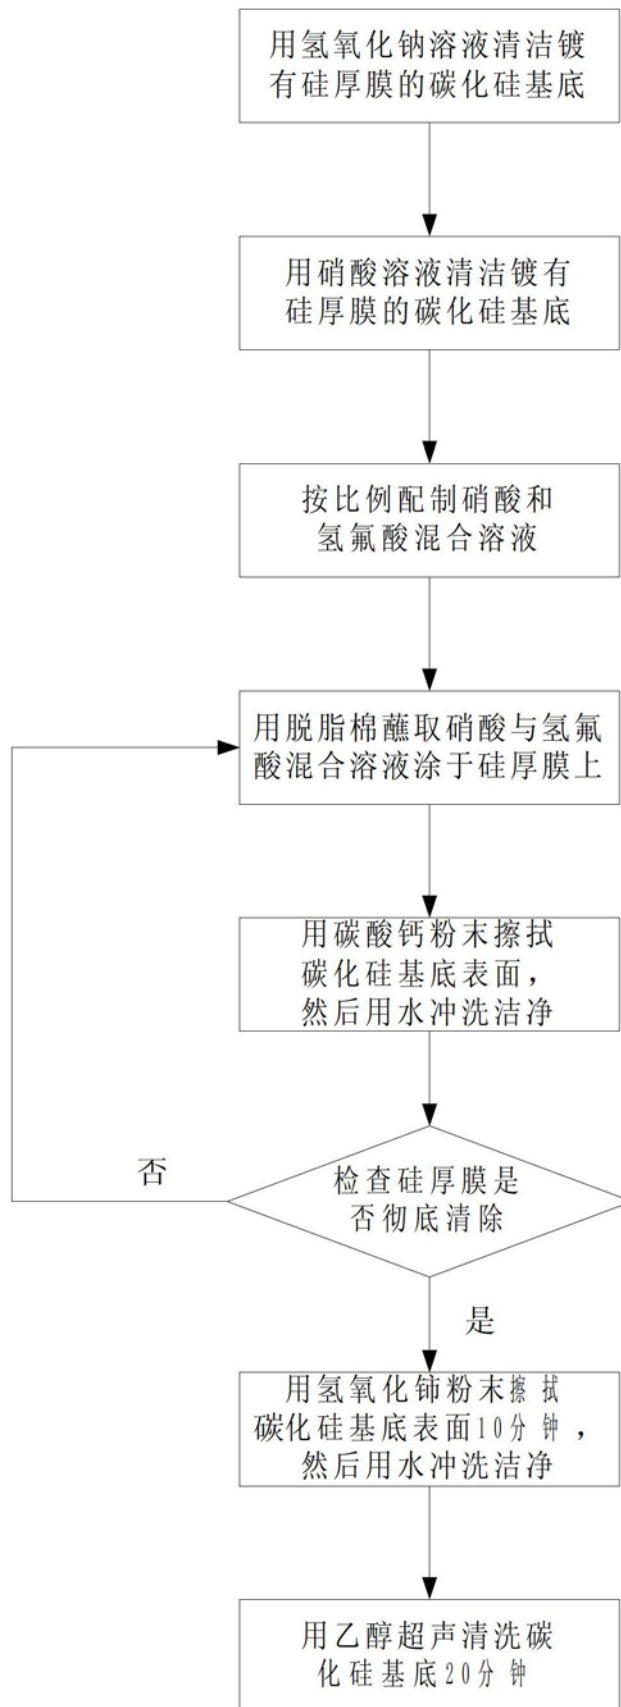 用氢氧化钠溶液清洁镀
有硅厚膜的碳化硅基底
用硝酸溶液清洁镀有
硅厚膜的碳化硅基底
按比例配制硝酸和
氢氟酸混合溶液
用脱脂棉蘸取硝酸与氢氟
酸混合溶液涂于硅厚膜上
用碳酸钙粉末擦拭
碳化硅基底表面，
然后用水冲洗洁净
检查硅厚膜是
否彻底清除
否
是
用氢氧化铈粉末擦拭
碳化硅基底表面10分钟，
然后用水冲洗洁净
用乙醇超声清洗碳
化硅基底20分钟